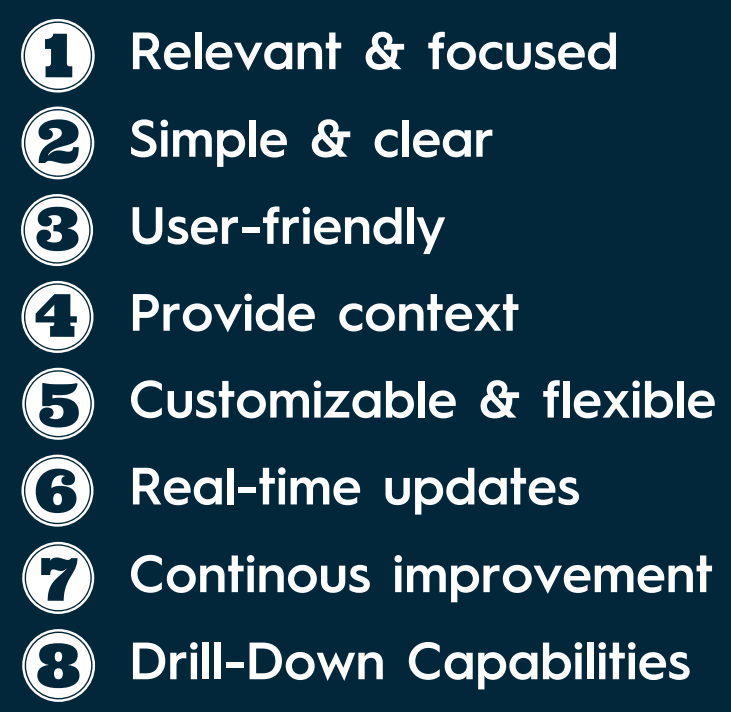 1 Relevant & focused
2 Simple & clear
3 User-friendly
4 Provide context
5 Customizable & flexible
6 Real-time updates
7 Continous improvement
8 Drill-Down Capabilities